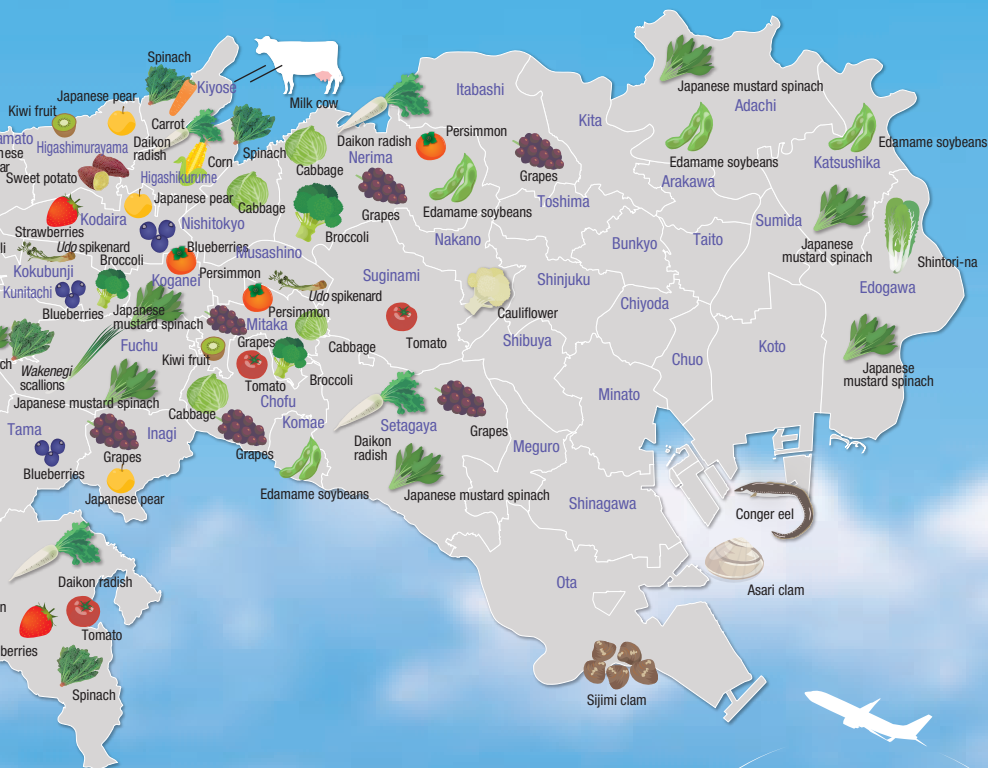 Spinach
Kiyose
Milk cow
Itabashi
Japanese mustard spinach
Adachi
Japanese pear
Kiwi fruit
Carrot
Daikon
radish
Corn
Spinach
Higashimurayama
Higashikurume
Sweet potato
Cabbage
Daikon radish
Nerima
Persimmon
Kita
Grapes
Edamame soybeans
Edamame soybeans
Katsushika
Arakawa
Japanese pear
Cabbage
Grapes
Edamame soybeans
Toshima
Strawberries
Kodaira
Nishitokyo
Broccoli
Nakano
Bunkyo
Taito
Sumida
Japanese
mustard spinach
Shintori-na
Edogawa
Udo spikenard
Broccoli
Blueberries
Musashino
Kokubunji
Kunitachi
Koganei
Persimmon
Suginami
Shinjuku
Chiyoda
Udo spikenard
Blueberries
Japanese
mustard spinach
Persimmon
Cauliflower
Grapes
Mitaka
Cabbage
Tomato
Shibuya
Koto
Chuo
Fuchu
Kiwi fruit
Wakenegi
scallions
Tomato
Broccoli
Japanese
mustard spinach
Japanese mustard spinach
Chofu
Cabbage
Minato
Tama
Inagi
Grapes
Grapes
Komae
Setagaya
Daikon
radish
Grapes
Meguro
Blueberries
Japanese pear
Edamame soybeans
Japanese mustard spinach
Shinagawa
Conger eel
Daikon radish
Ota
Asari clam
Tomato
berries
Spinach
Sijimi clam